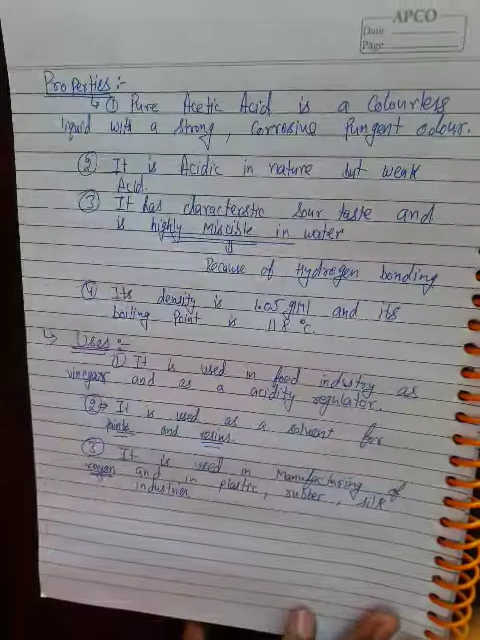 APCO
Date
Page
Properties:-
↳ ① Pure Acetic Acid is a Colourless
liquid with a strong, corrosive Pungent odour.
② It is Acidic in nature but weak
Acid.
③ It has characterstic Sour taste and
is highly Miscible in water
⇓
Because of Hydrogen bonding
④ Its density is 1.05 g/Ml and its
boiling Point is 118 °C.
↳ Uses:-
① It is used in food industry as
vinegar and as a acidity regulator.
②→ It is used as a solvent for
paints and resins.
③ It is used in Manufacturing of
rayon and in plastic, rubber, silk
industries